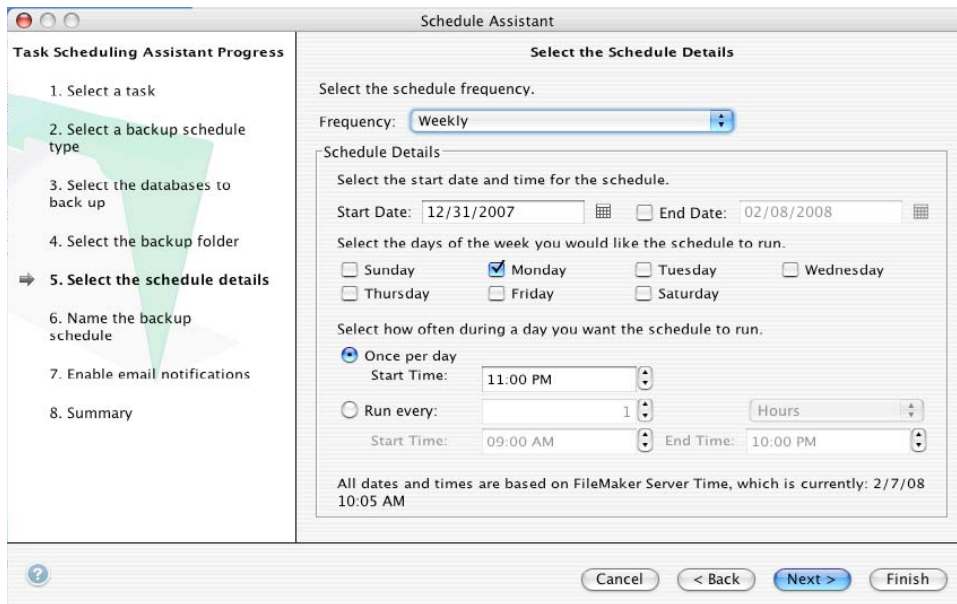 Schedule Assistant
Task Scheduling Assistant Progress
1. Select a task
2. Select a backup schedule
type
3. Select the databases to
back up
4. Select the backup folder
5. Select the schedule details
6. Name the backup
schedule
7. Enable email notifications
8. Summary
Select the Schedule Details
Select the schedule frequency.
Frequency: Weekly
Schedule Details
Select the start date and time for the schedule.
Start Date: 12/31/2007 End Date: 02/08/2008
Select the days of the week you would like the schedule to run.
Sunday Monday Tuesday Wednesday
Thursday Friday Saturday
Select how often during a day you want the schedule to run.
Once per day
Start Time: 11:00 PM
Run every: 1 Hours
Start Time: 09:00 AM End Time: 10:00 PM
All dates and times are based on FileMaker Server Time, which is currently: 2/7/08
10:05 AM
? Cancel < Back Next > Finish